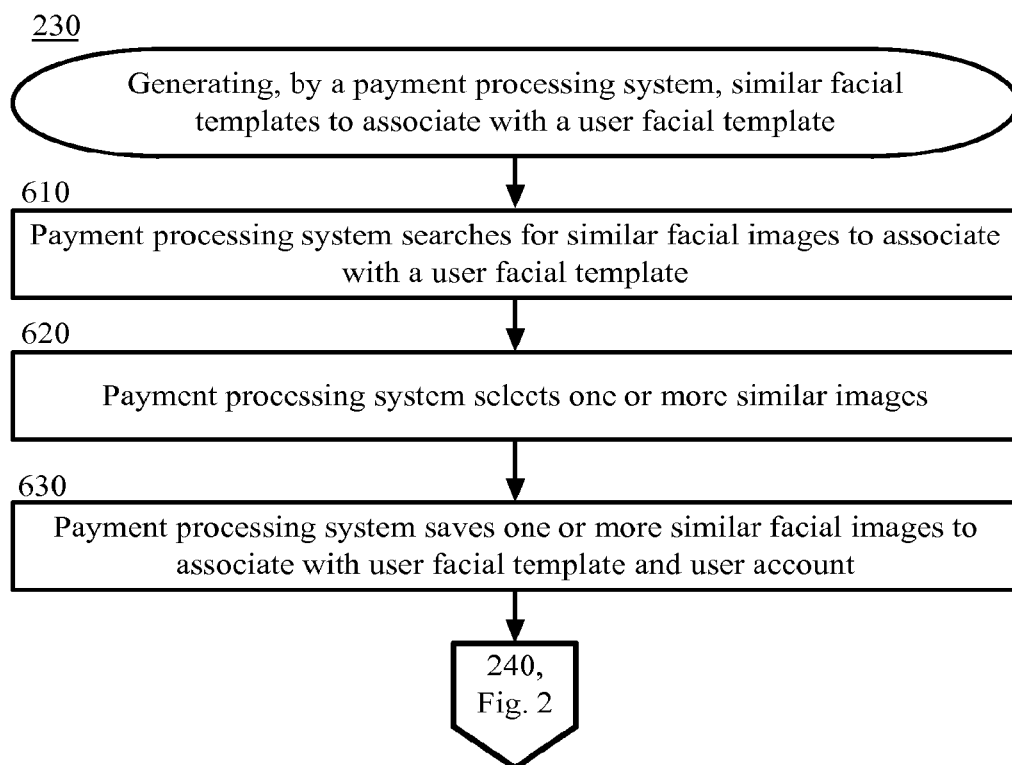 230
Generating, by a payment processing system, similar facial
templates to associate with a user facial template
610
Payment processing system searches for similar facial images to associate
with a user facial template
620
Payment processing system selects one or more similar images
630
Payment processing system saves one or more similar facial images to
associate with user facial template and user account
240,
Fig. 2